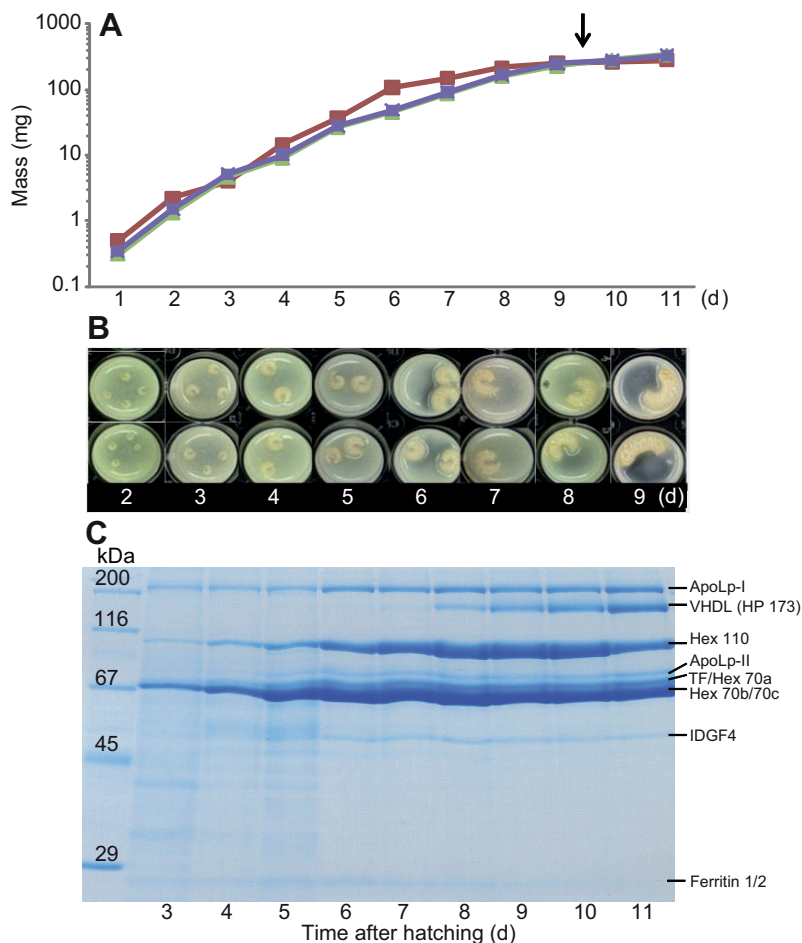 A
1000
100
10
1
0.1
Mass (mg)
1 2 3 4 5 6 7 8 9 10 11 (d)
B
2 3 4 5 6 7 8 9 (d)
C
kDa
200
116
67
45
29
ApoLp-I
VHDL (HP 173)
Hex 110
ApoLp-II
TF/Hex 70a
Hex 70b/70c
IDGF4
Ferritin 1/2
3 4 5 6 7 8 9 10 11
Time after hatching (d)